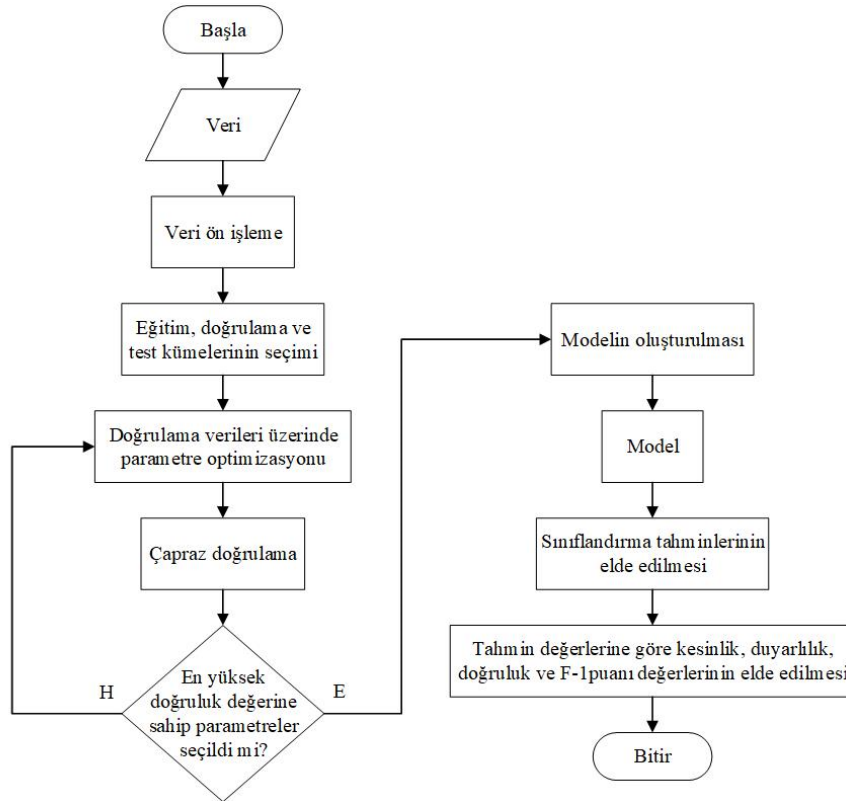 Başla
Veri
Veri ön işleme
Eğitim, doğrulama ve
test kümelerinin seçimi
Doğrulama verileri üzerinde
parametre optimizasyonu
Çapraz doğrulama
En yüksek
doğruluk değerine
sahip parametreler
seçildi mi?
H
E
Modelin oluşturulması
Model
Sınıflandırma tahminlerinin
elde edilmesi
Tahmin değerlerine göre kesinlik, duyarlılık,
doğruluk ve F-1puanı değerlerinin elde edilmesi
Bitir